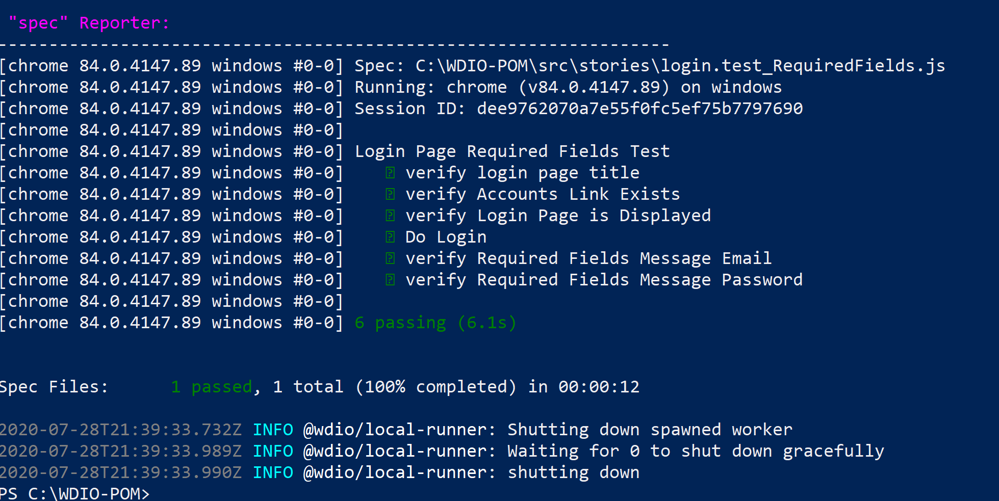 "spec" Reporter:
------------------------------------------------------------------
[chrome 84.0.4147.89 windows #0-0] Spec: C:\WDIO-POM\src\stories\login.test_RequiredFields.js
[chrome 84.0.4147.89 windows #0-0] Running: chrome (v84.0.4147.89) on windows
[chrome 84.0.4147.89 windows #0-0] Session ID: dee9762070a7e55f0fc5ef75b7797690
[chrome 84.0.4147.89 windows #0-0]
[chrome 84.0.4147.89 windows #0-0] Login Page Required Fields Test
[chrome 84.0.4147.89 windows #0-0] � verify login page title
[chrome 84.0.4147.89 windows #0-0] � verify Accounts Link Exists
[chrome 84.0.4147.89 windows #0-0] � verify Login Page is Displayed
[chrome 84.0.4147.89 windows #0-0] � Do Login
[chrome 84.0.4147.89 windows #0-0] � verify Required Fields Message Email
[chrome 84.0.4147.89 windows #0-0] � verify Required Fields Message Password
[chrome 84.0.4147.89 windows #0-0]
[chrome 84.0.4147.89 windows #0-0] 6 passing (6.1s)
Spec Files: 1 passed, 1 total (100% completed) in 00:00:12
2020-07-28T21:39:33.732Z INFO @wdio/local-runner: Shutting down spawned worker
2020-07-28T21:39:33.989Z INFO @wdio/local-runner: Waiting for 0 to shut down gracefully
2020-07-28T21:39:33.990Z INFO @wdio/local-runner: shutting down
PS C:\WDIO-POM>